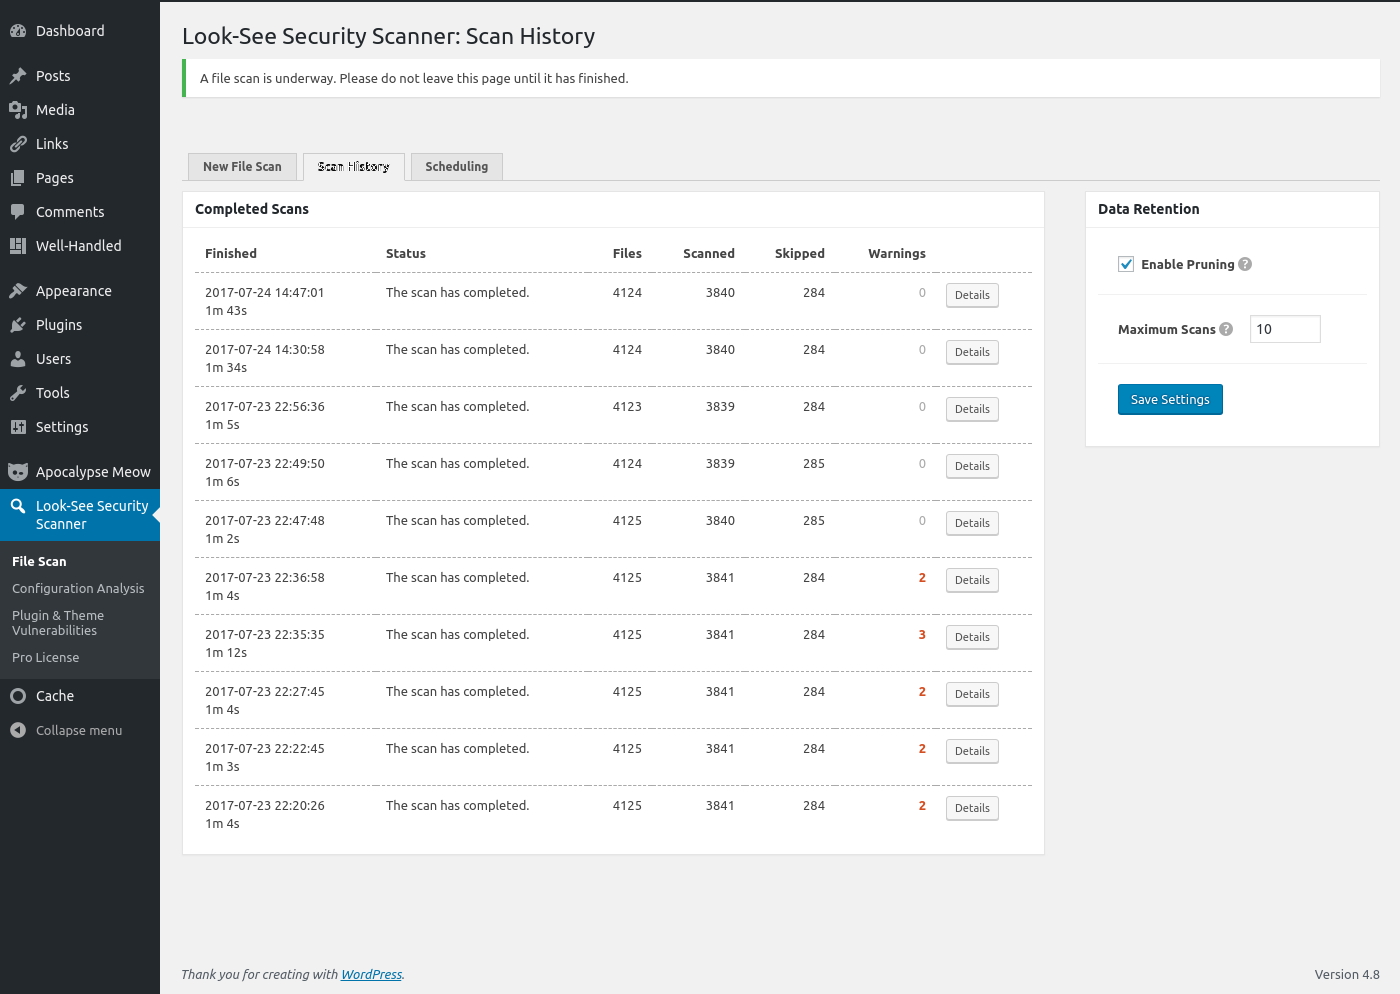 Dashboard
Posts
Media
Links
Pages
Comments
Well-Handled
Appearance
Plugins
Users
Tools
Settings
Apocalypse Meow
Look-See Security
Scanner
File Scan
Configuration Analysis
Plugin & Theme
Vulnerabilities
Pro License
Cache
Collapse menu
Look-See Security Scanner: Scan History
A file scan is underway. Please do not leave this page until it has finished.
New File Scan Scan History Scheduling
Completed Scans
Finished Status Files Scanned Skipped Warnings
2017-07-24 14:47:01 The scan has completed. 4124 3840 284 0 Details
1m 43s
2017-07-24 14:30:58 The scan has completed. 4124 3840 284 0 Details
1m 34s
2017-07-23 22:56:36 The scan has completed. 4123 3839 284 0 Details
1m 5s
2017-07-23 22:49:50 The scan has completed. 4124 3839 285 0 Details
1m 6s
2017-07-23 22:47:48 The scan has completed. 4125 3840 285 0 Details
1m 2s
2017-07-23 22:36:58 The scan has completed. 4125 3841 284 2 Details
1m 4s
2017-07-23 22:35:35 The scan has completed. 4125 3841 284 3 Details
1m 12s
2017-07-23 22:27:45 The scan has completed. 4125 3841 284 2 Details
1m 4s
2017-07-23 22:22:45 The scan has completed. 4125 3841 284 2 Details
1m 3s
2017-07-23 22:20:26 The scan has completed. 4125 3841 284 2 Details
1m 4s
Data Retention
Enable Pruning ?
Maximum Scans ? 10
Save Settings
Thank you for creating with WordPress.
Version 4.8